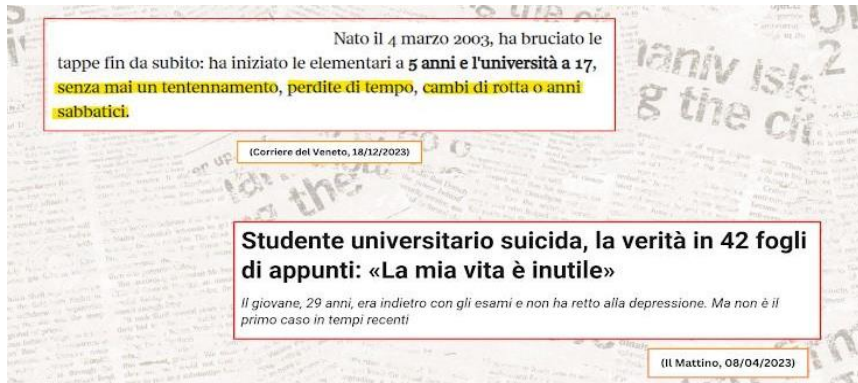 Nato il 4 marzo 2003, ha bruciato le
tappe fin da subito: ha iniziato le elementari a 5 anni e l'università a 17,
senza mai un tentennamento, perdite di tempo, cambi di rotta o anni
sabbatici.
(Corriere del Veneto, 18/12/2023)
Studente universitario suicida, la verità in 42 fogli
di appunti: «La mia vita è inutile»
Il giovane, 29 anni, era indietro con gli esami e non ha retto alla depressione. Ma non è il
primo caso in tempi recenti
(Il Mattino, 08/04/2023)